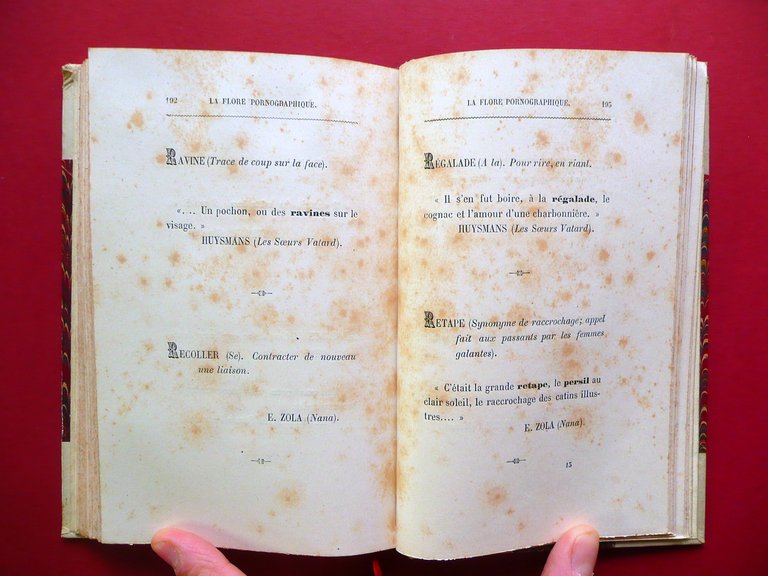 192 LA FLORE PORNOGRAPHIQUE.
RAVINE (Trace de coup sur la face).
«.... Un pochon, ou des ravines sur le
visage. »
HUYSMANS (Les Sœurs Vatard).
RECOLLER (Se). Contracter de nouveau
une liaison.
E. ZOLA (Nana).
LA FLORE PORNOGRAPHIQUE. 195
RÉGALADE (A la). Pour rire, en riant.
« Il s'en fut boire, à la régalade, le
cognac et l'amour d'une charbonnière. »
HUYSMANS (Les Sœurs Vatard).
RETAPE (Synonyme de raccrochage; appel
fait aux passants par les femmes
galantes).
« C'était la grande retape, le persil au
clair soleil, le raccrochage des catins illus-
tres.... »
E. ZOLA (Nana).
15